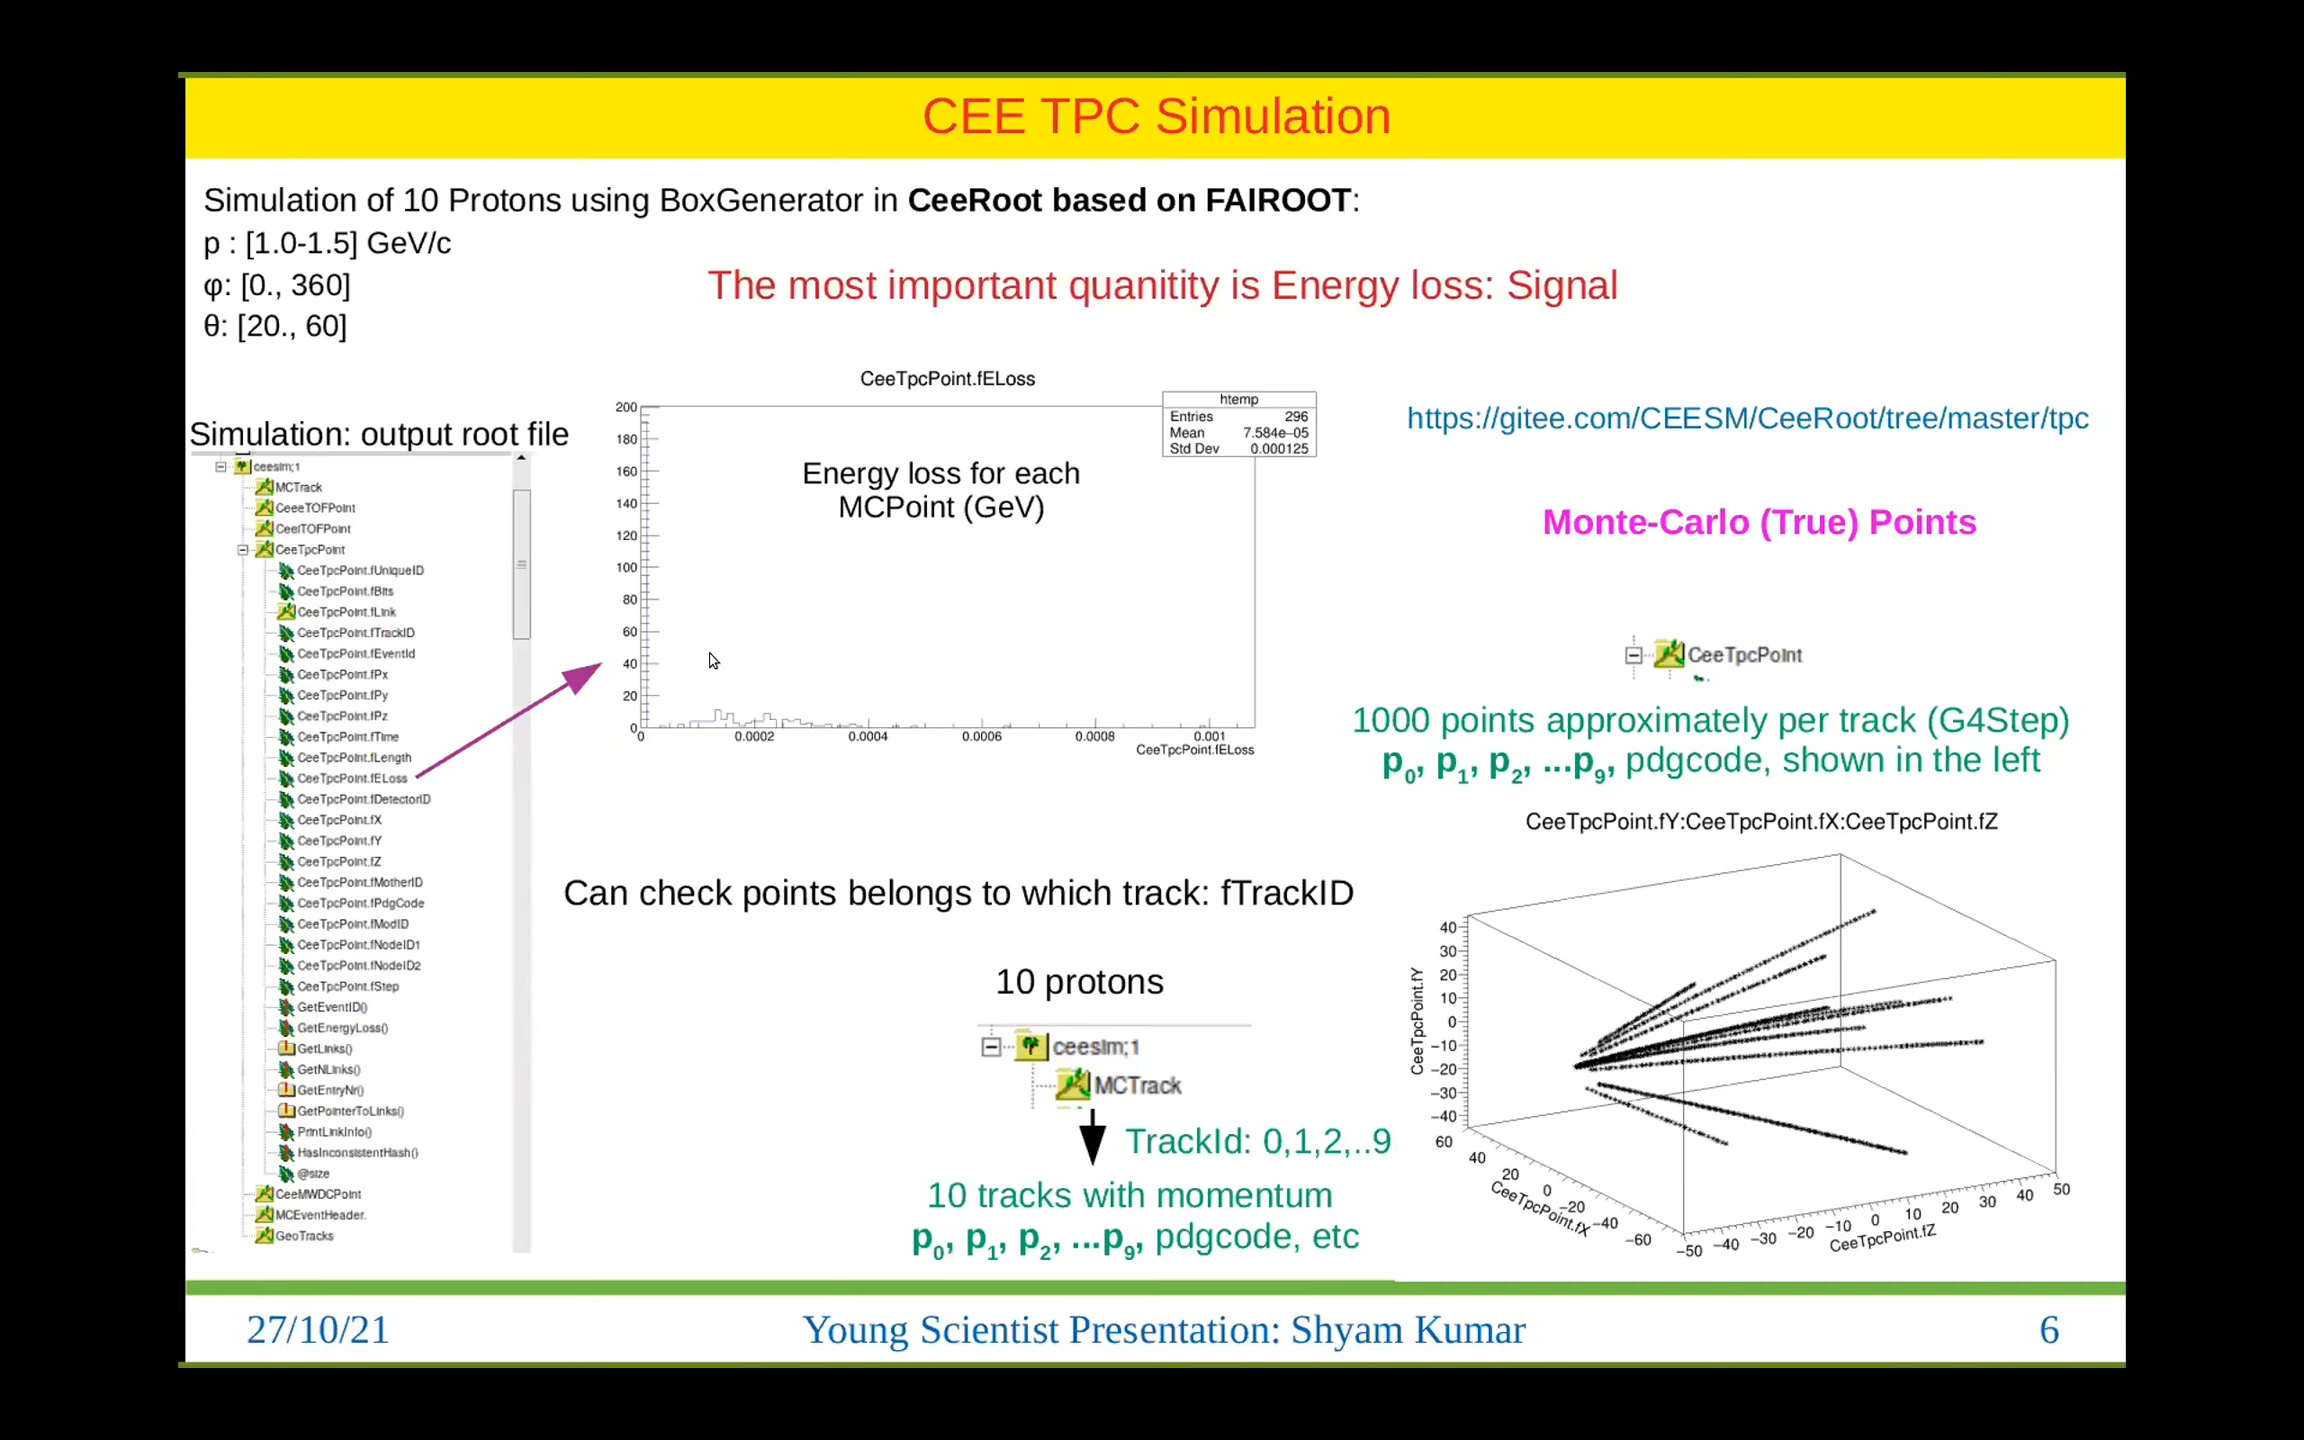 CEE TPC Simulation
Simulation of 10 Protons using BoxGenerator in CeeRoot based on FAIROOT:
p : [1.0-1.5] GeV/c
φ: [0., 360]
θ: [20., 60]
The most important quanitity is Energy loss: Signal
Simulation: output root file
ceesim;1
MCTrack
CeeeTOFPoint
CeeITOFPoint
CeeTpcPoint
CeeTpcPoint.fUniqueID
CeeTpcPoint.fBits
CeeTpcPoint.fLink
CeeTpcPoint.fTrackID
CeeTpcPoint.fEventId
CeeTpcPoint.fPx
CeeTpcPoint.fPy
CeeTpcPoint.fPz
CeeTpcPoint.fTime
CeeTpcPoint.fLength
CeeTpcPoint.fELoss
CeeTpcPoint.fDetectorID
CeeTpcPoint.fX
CeeTpcPoint.fY
CeeTpcPoint.fZ
CeeTpcPoint.fMotherID
CeeTpcPoint.fPdgCode
CeeTpcPoint.fModID
CeeTpcPoint.fNodeID1
CeeTpcPoint.fNodeID2
CeeTpcPoint.fStep
GetEventID()
GetEnergyLoss()
GetLinks()
GetNLinks()
GetEntryNr()
GetPointerToLinks()
PrintLinkInfo()
HasInconsistentHash()
@size
CeeMWDCPoint
MCEventHeader.
GeoTracks
CeeTpcPoint.fELoss
htemp
Entries 296
Mean 7.584e-05
Std Dev 0.000125
Energy loss for each
MCPoint (GeV)
200
180
160
140
120
100
80
60
40
20
0
0 0.0002 0.0004 0.0006 0.0008 0.001
CeeTpcPoint.fELoss
https://gitee.com/CEESM/CeeRoot/tree/master/tpc
Monte-Carlo (True) Points
CeeTpcPoint
1000 points approximately per track (G4Step)
p0, p1, p2, ...p9, pdgcode, shown in the left
Can check points belongs to which track: fTrackID
10 protons
ceesim;1
MCTrack
TrackId: 0,1,2,..9
10 tracks with momentum
p0, p1, p2, ...p9, pdgcode, etc
CeeTpcPoint.fY:CeeTpcPoint.fX:CeeTpcPoint.fZ
CeeTpcPoint.fY
40
30
20
10
0
−10
−20
−30
−40
60 40 20 0 −20 −40 −60
CeeTpcPoint.fX
−50 −40 −30 −20 −10 0 10 20 30 40 50
CeeTpcPoint.fZ
27/10/21
Young Scientist Presentation: Shyam Kumar
6